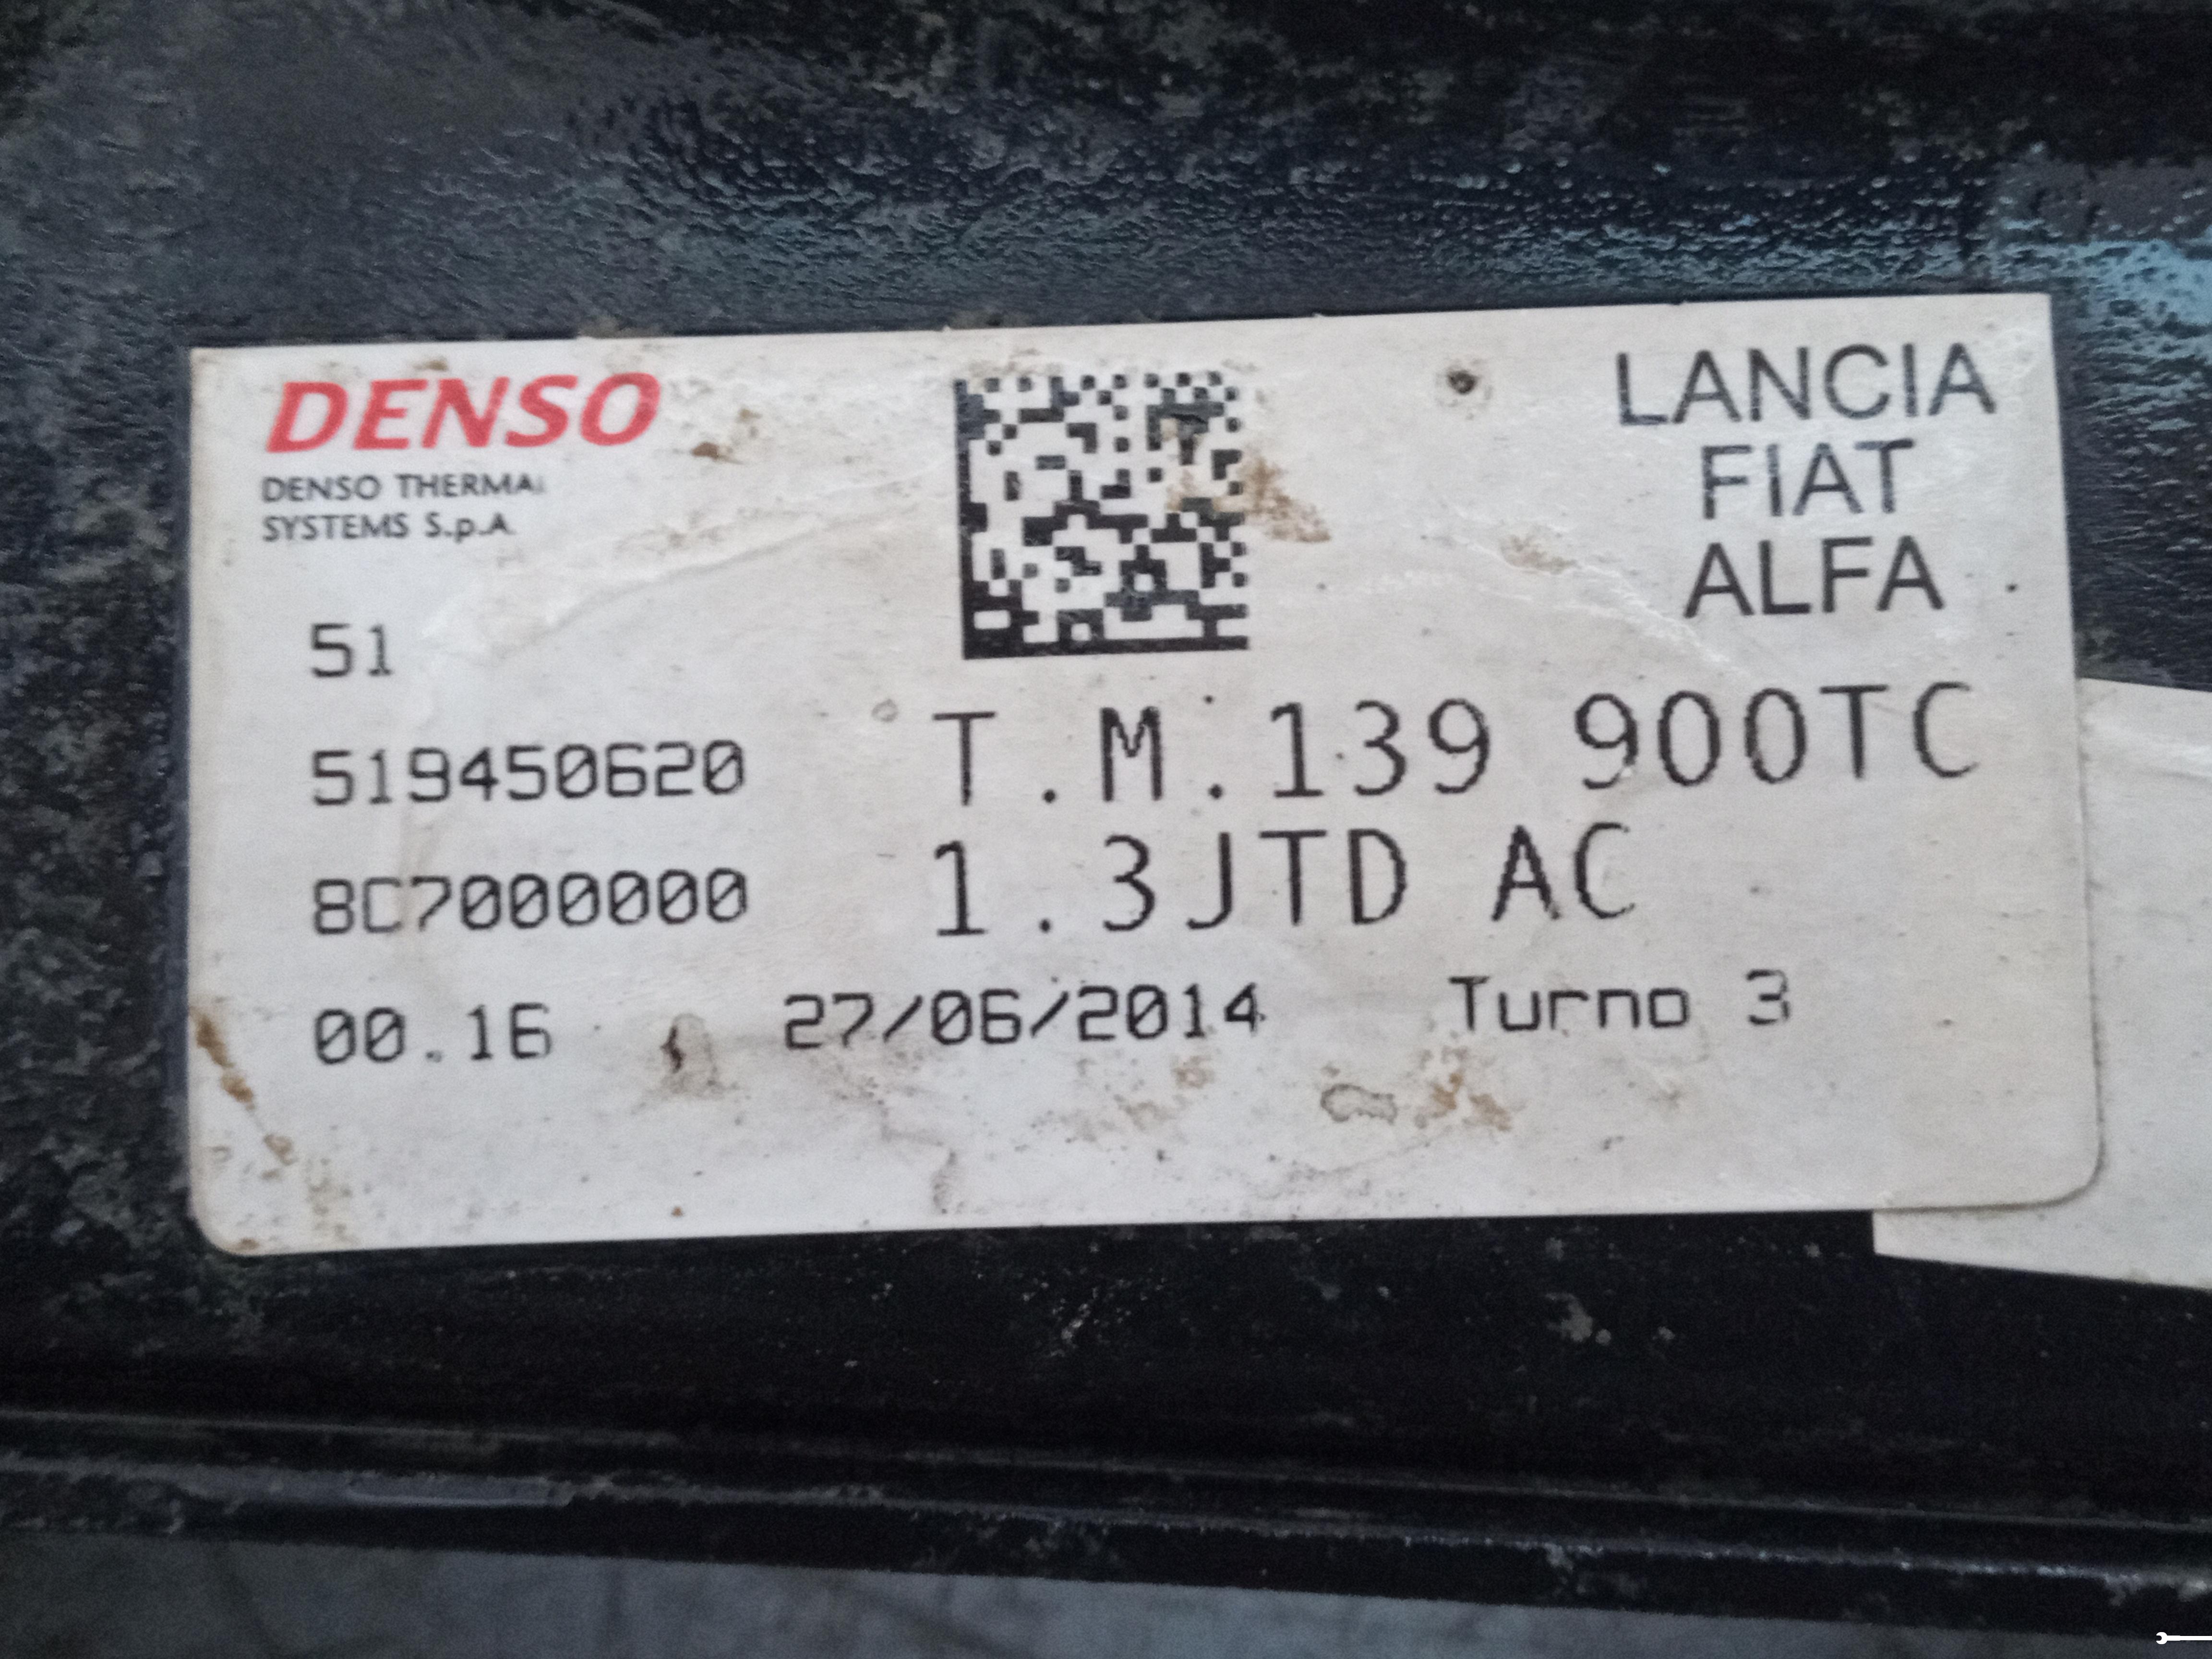 DENSO
DENSO THERMAL
SYSTEMS S.p.A.
LANCIA
FIAT
ALFA
51
519450620 T.M.139 900TC
8C7000000 1.3JTD AC
00.16 27/06/2014 Turno 3